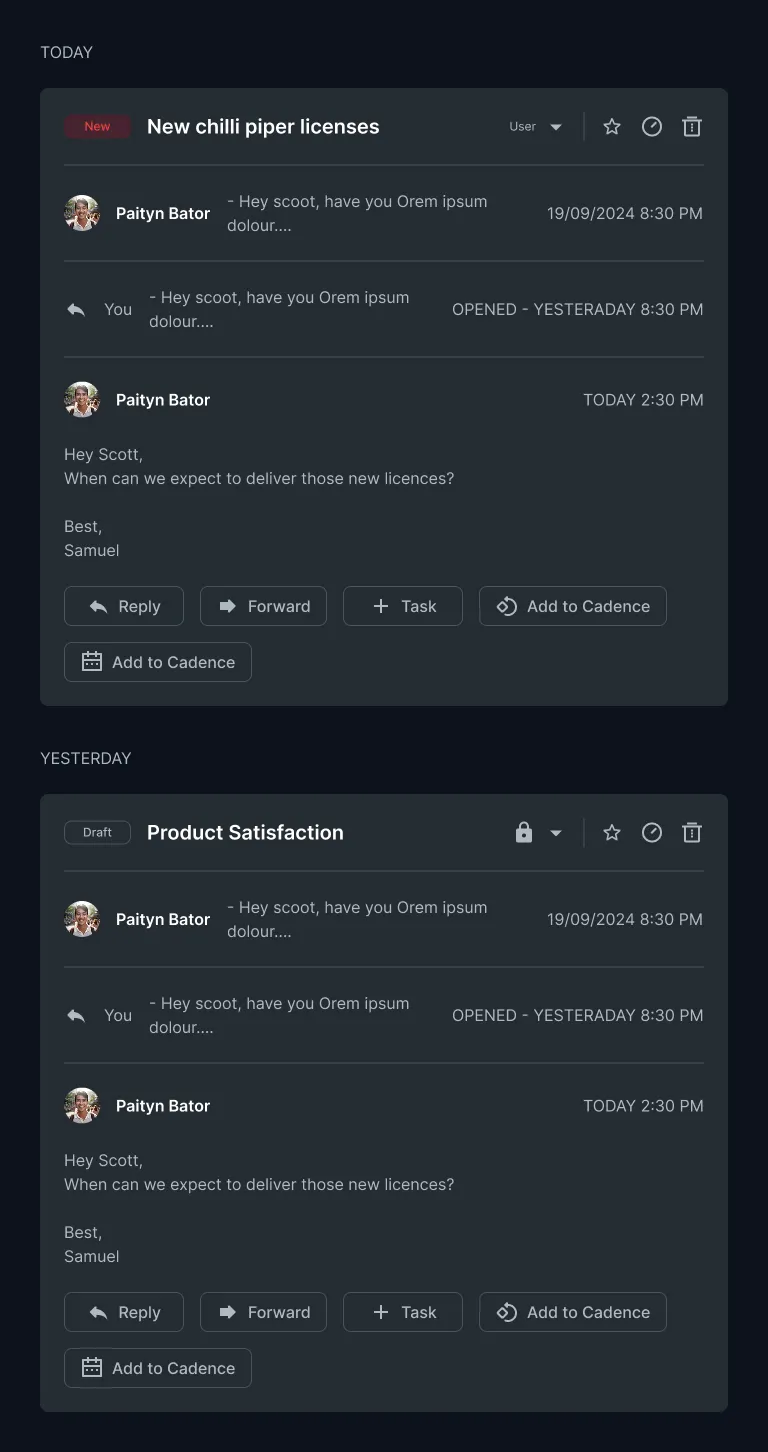 TODAY
New New chilli piper licenses User
Paityn Bator - Hey scoot, have you Orem ipsum dolour.... 19/09/2024 8:30 PM
You - Hey scoot, have you Orem ipsum dolour.... OPENED - YESTERADAY 8:30 PM
Paityn Bator TODAY 2:30 PM
Hey Scott,
When can we expect to deliver those new licences?
Best,
Samuel
Reply Forward Task Add to Cadence
Add to Cadence
YESTERDAY
Draft Product Satisfaction
Paityn Bator - Hey scoot, have you Orem ipsum dolour.... 19/09/2024 8:30 PM
You - Hey scoot, have you Orem ipsum dolour.... OPENED - YESTERADAY 8:30 PM
Paityn Bator TODAY 2:30 PM
Hey Scott,
When can we expect to deliver those new licences?
Best,
Samuel
Reply Forward Task Add to Cadence
Add to Cadence